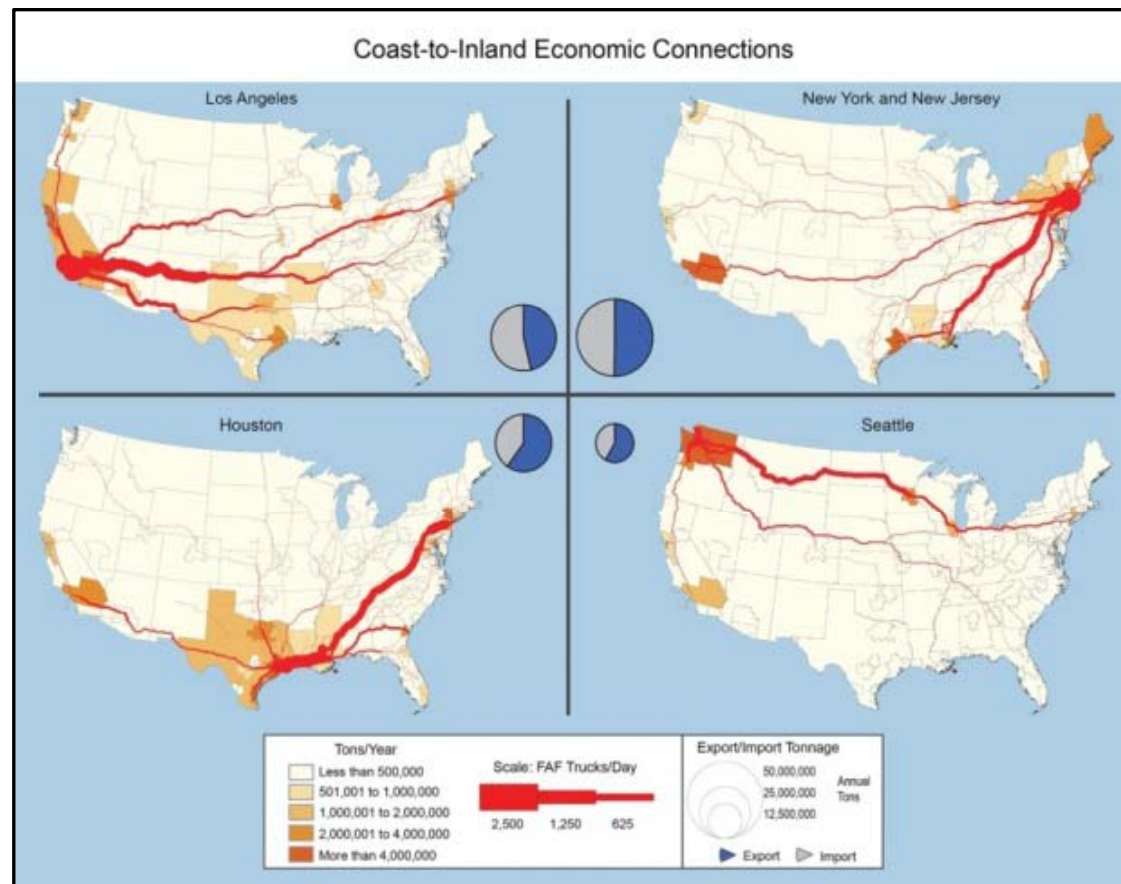 Coast-to-Inland Economic Connections
Los Angeles
New York and New Jersey
Houston
Seattle
Tons/Year
Less than 500,000
501,001 to 1,000,000
1,000,001 to 2,000,000
2,000,001 to 4,000,000
More than 4,000,000
Scale: FAF Trucks/Day
2,500 1,250 625
Export/Import Tonnage
50,000,000
25,000,000
12,500,000
Annual
Tons
Export Import